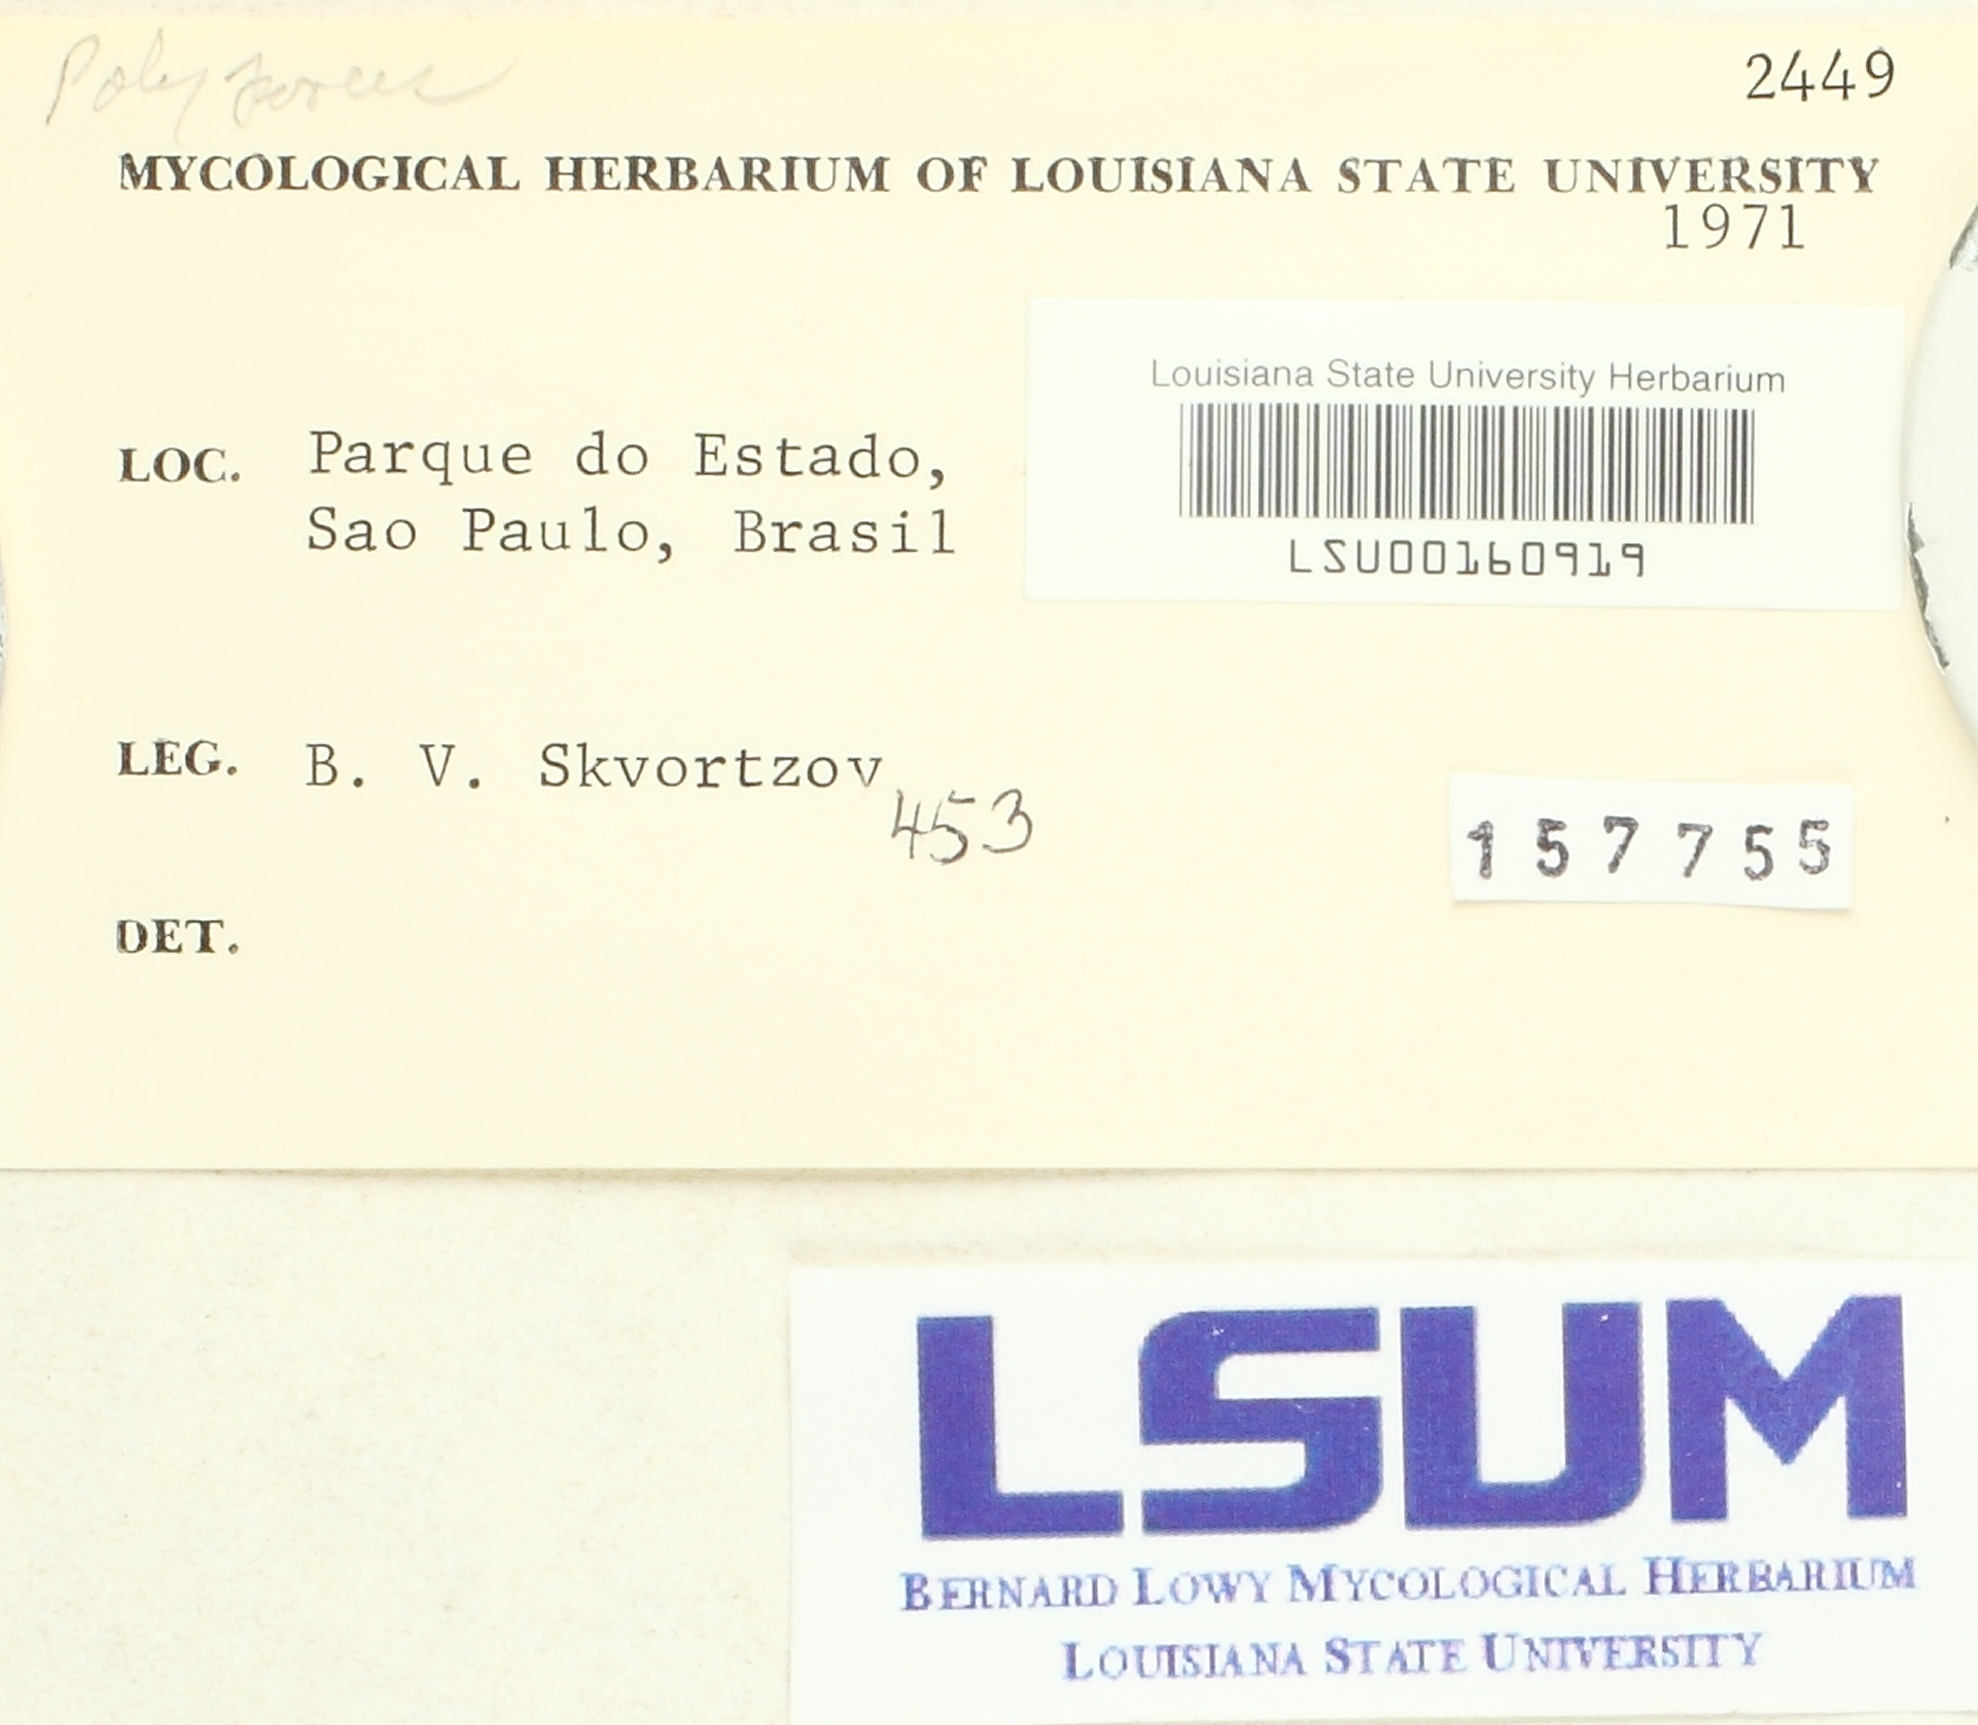 Polyporus
2449
MYCOLOGICAL HERBARIUM OF LOUISIANA STATE UNIVERSITY
1971
Louisiana State University Herbarium
LSU00160919
LOC. Parque do Estado,
Sao Paulo, Brasil
LEG. B. V. Skvortzov
453
157755
DET.
LSUM
BERNARD LOWY MYCOLOGICAL HERBARIUM
LOUISIANA STATE UNIVERSITY